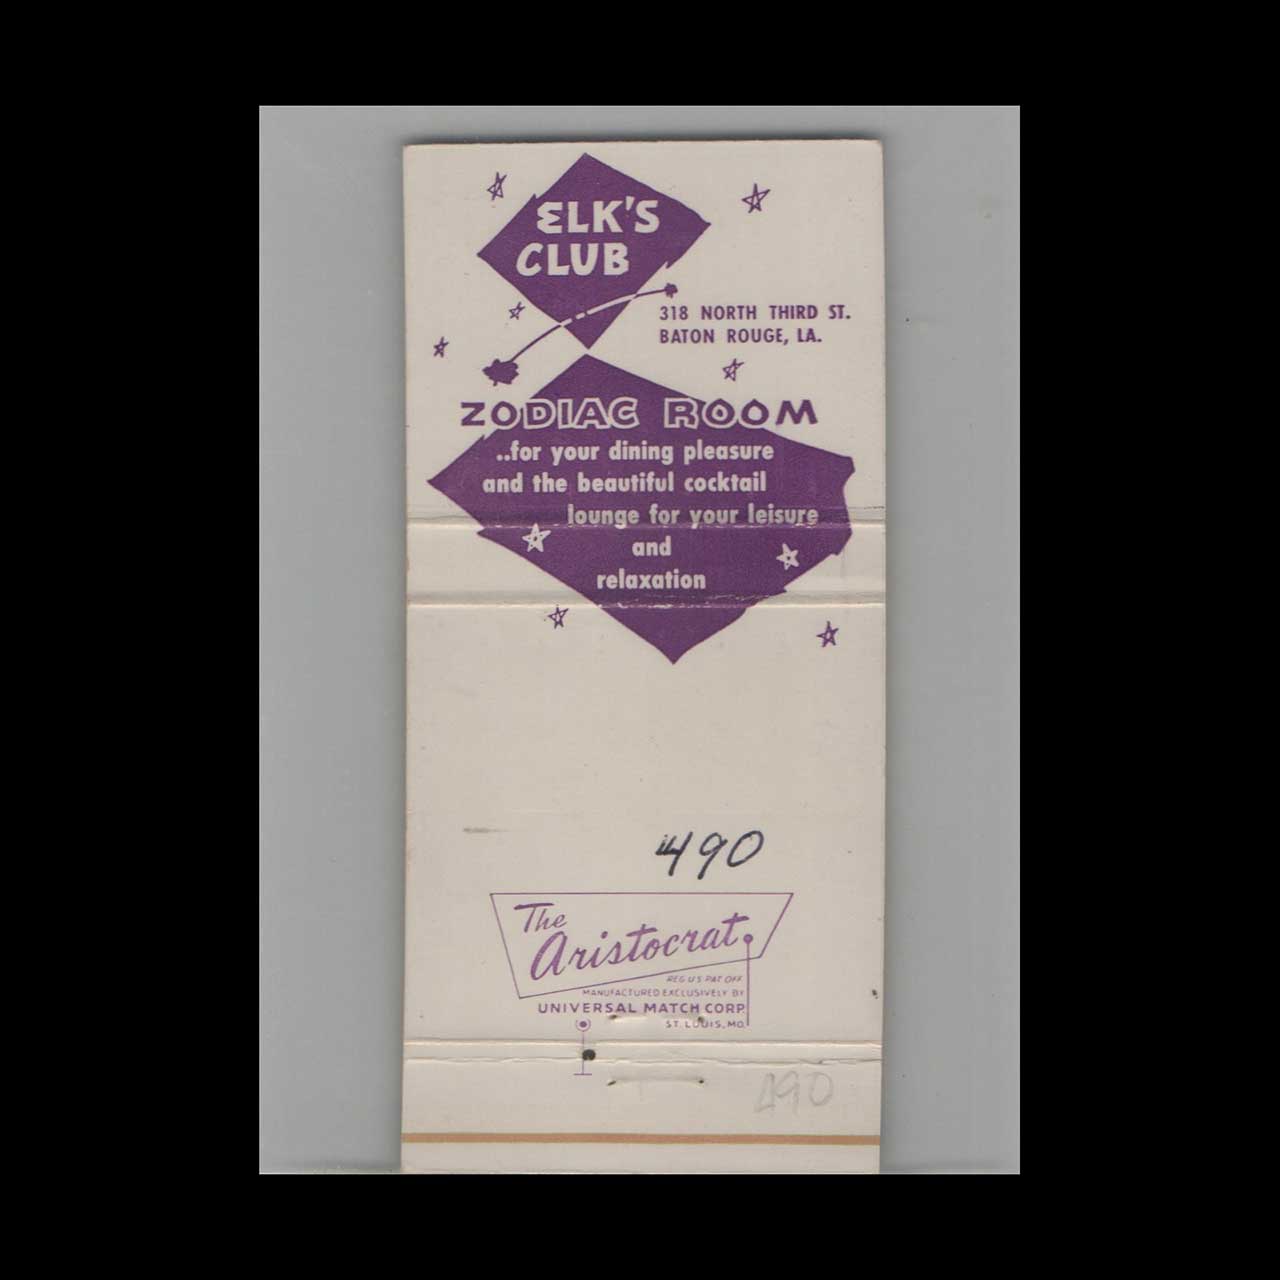 ELK'S
CLUB
318 NORTH THIRD ST.
BATON ROUGE, LA.
ZODIAC ROOM
..for your dining pleasure
and the beautiful cocktail
lounge for your leisure
and
relaxation
490
The
Aristocrat
REG US PAT OFF
MANUFACTURED EXCLUSIVELY BY
UNIVERSAL MATCH CORP.
ST. LOUIS, MO.
490